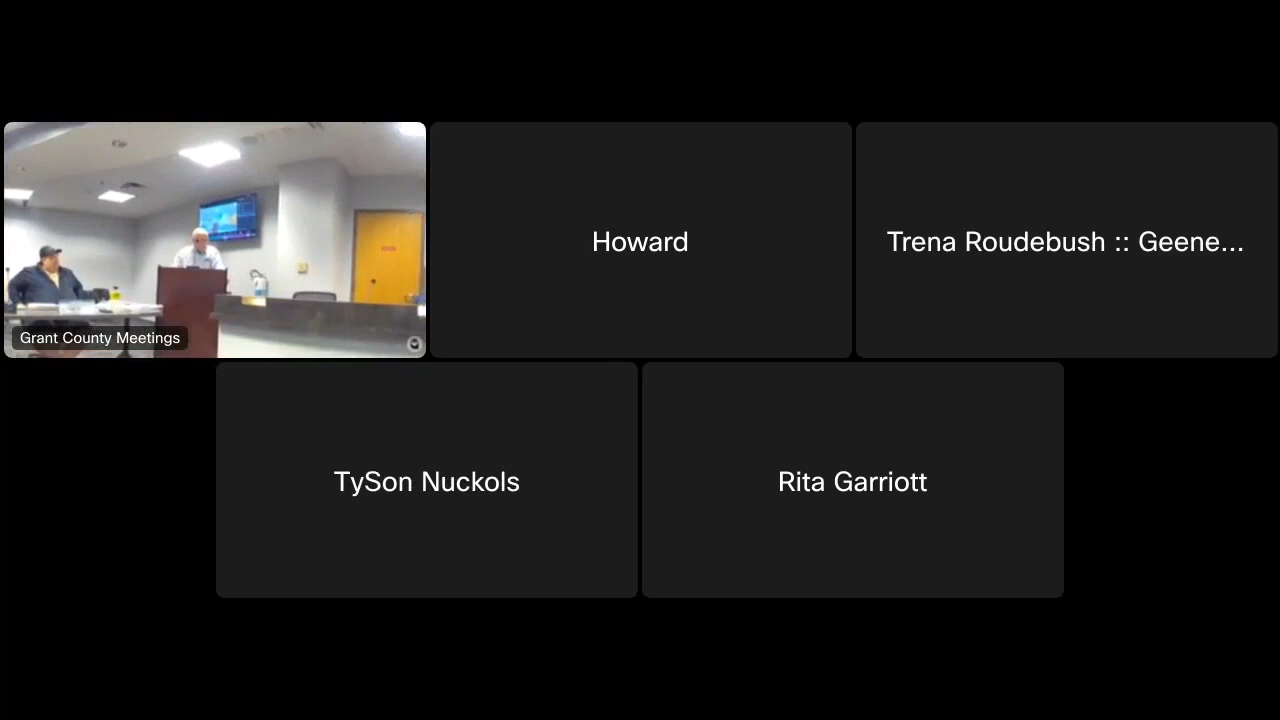 Howard
Trena Roudebush :: Geene...
Grant County Meetings
TySon Nuckols
Rita Garriott